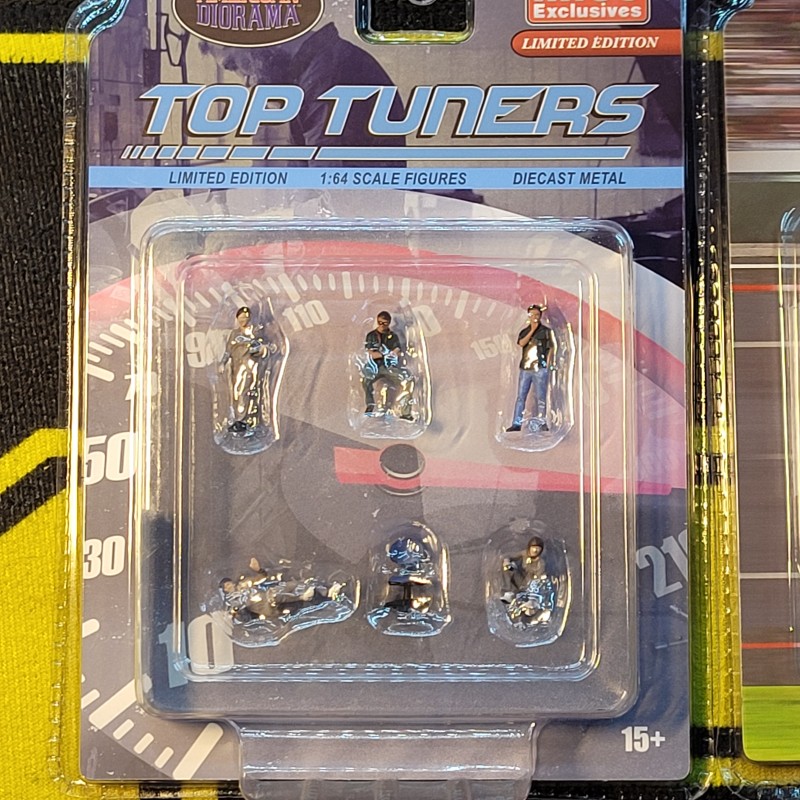 DIORAMA
Exclusives
LIMITED EDITION
TOP TUNERS
LIMITED EDITION 1:64 SCALE FIGURES DIECAST METAL
110
150
50
30
210
10
15+